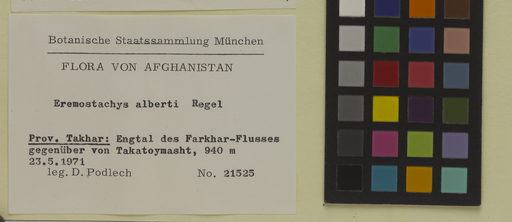 Botanische Staatssammlung München
FLORA VON AFGHANISTAN
Eremostachys alberti Regel
Prov. Takhar: Engtal des Farkhar-Flusses
gegenüber von Takatoymasht, 940 m
23.5.1971
leg. D. Podlech No. 21525